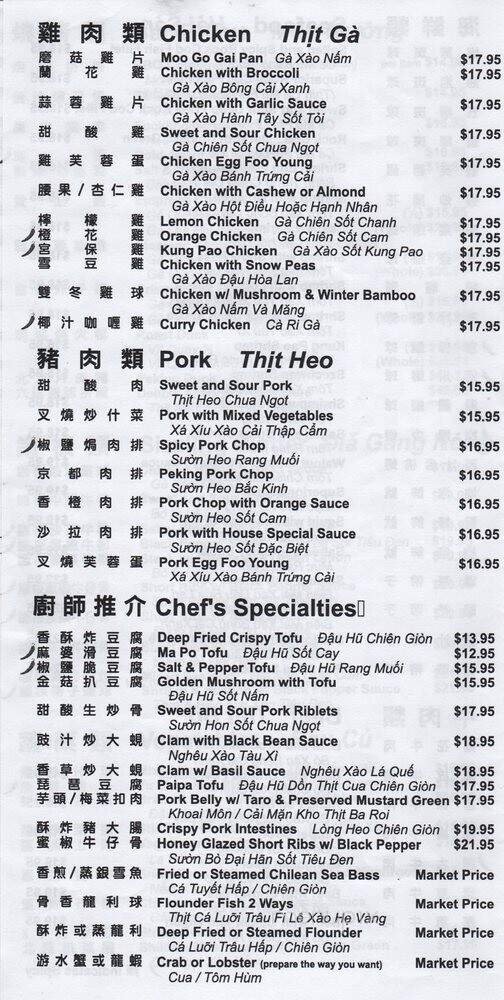 雞肉類 Chicken Thịt Gà
磨菇雞片 Moo Go Gai Pan Gà Xào Nấm $17.95
蘭花雞 Chicken with Broccoli $17.95
Gà Xào Bông Cải Xanh
蒜蓉雞片 Chicken with Garlic Sauce $17.95
Gà Xào Hành Tây Sốt Tỏi
甜酸雞 Sweet and Sour Chicken $17.95
Gà Chiên Sốt Chua Ngọt
雞芙蓉蛋 Chicken Egg Foo Young $17.95
Gà Xào Bánh Trứng Cải
腰果/杏仁雞 Chicken with Cashew or Almond $17.95
Gà Xào Hột Điều Hoặc Hạnh Nhân
檸檬雞 Lemon Chicken Gà Chiên Sốt Chanh $17.95
橙花雞 Orange Chicken Gà Chiên Sốt Cam $17.95
宮保雞 Kung Pao Chicken Gà Xào Sốt Kung Pao $17.95
雪豆雞 Chicken with Snow Peas $17.95
Gà Xào Đậu Hòa Lan
雙冬雞球 Chicken w/ Mushroom & Winter Bamboo $17.95
Gà Xào Nấm Và Măng
椰汁咖喱雞 Curry Chicken Cà Ri Gà $17.95
豬肉類 Pork Thịt Heo
甜酸肉 Sweet and Sour Pork $15.95
Thịt Heo Chua Ngọt
叉燒炒什菜 Pork with Mixed Vegetables $15.95
Xá Xíu Xào Cải Thập Cẩm
椒鹽焗肉排 Spicy Pork Chop $16.95
Sườn Heo Rang Muối
京都肉排 Peking Pork Chop $16.95
Sườn Heo Bắc Kinh
香橙肉排 Pork Chop with Orange Sauce $16.95
Sườn Heo Sốt Cam
沙拉肉排 Pork with House Special Sauce $16.95
Sườn Heo Sốt Đặc Biệt
叉燒芙蓉蛋 Pork Egg Foo Young $16.95
Xá Xíu Xào Bánh Trứng Cải
廚師推介 Chef's Specialties
香酥炸豆腐 Deep Fried Crispy Tofu Đậu Hũ Chiên Giòn $13.95
麻婆滑豆腐 Ma Po Tofu Đậu Hũ Sốt Cay $12.95
椒鹽脆豆腐 Salt & Pepper Tofu Đậu Hũ Rang Muối $15.95
金菇扒豆腐 Golden Mushroom with Tofu $15.95
Đậu Hũ Sốt Nấm
甜酸生炒骨 Sweet and Sour Pork Riblets $17.95
Sườn Hon Sốt Chua Ngọt
豉汁炒大蜆 Clam with Black Bean Sauce $18.95
Nghêu Xào Tàu Xì
香草炒大蜆 Clam w/ Basil Sauce Nghêu Xào Lá Quế $18.95
琵琶豆腐 Paipa Tofu Đậu Hũ Dồn Thịt Cua Chiên Giòn $17.95
芋頭/梅菜扣肉 Pork Belly w/ Taro & Preserved Mustard Green $17.95
Khoai Môn / Cải Mặn Kho Thịt Ba Roi
酥炸豬大腸 Crispy Pork Intestines Lòng Heo Chiên Giòn $19.95
蜜椒牛仔骨 Honey Glazed Short Ribs w/ Black Pepper $21.95
Sườn Bò Đại Hàn Sốt Tiêu Đen
香煎/蒸銀雪魚 Fried or Steamed Chilean Sea Bass Market Price
Cá Tuyết Hấp / Chiên Giòn
骨香龍利球 Flounder Fish 2 Ways Market Price
Thịt Cá Luỡi Trâu Fi Lê Xào Hẹ Vàng
酥炸或蒸龍利 Deep Fried or Steamed Flounder Market Price
Cá Luỡi Trâu Hấp / Chiên Giòn
游水蟹或龍蝦 Crab or Lobster (prepare the way you want) Market Price
Cua / Tôm Hùm